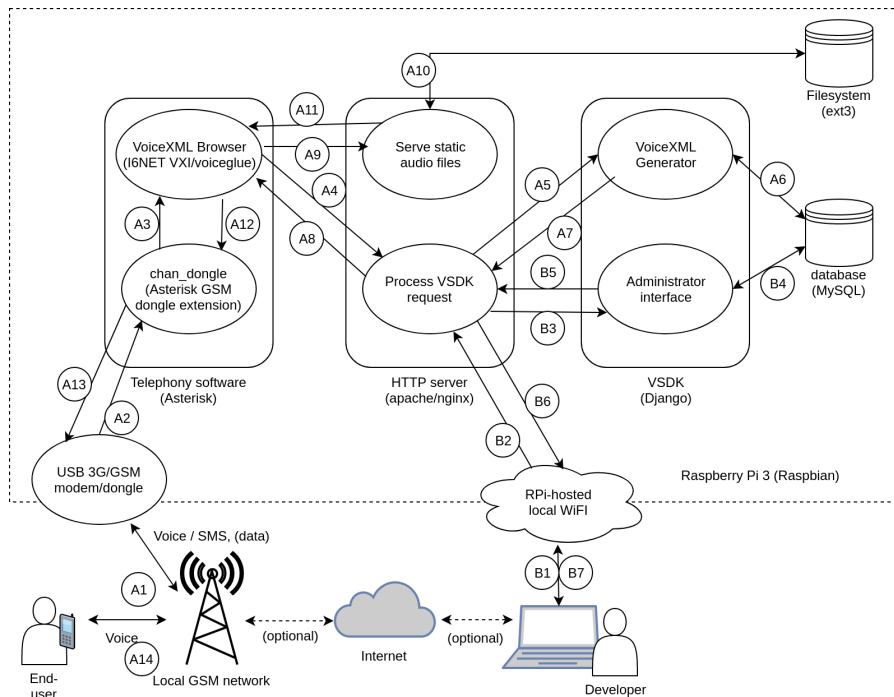 A10
Filesystem
(ext3)
A11
VoiceXML Browser
(I6NET VXI/voiceglue)
A9
Serve static
audio files
VoiceXML
Generator
A4
A5
A6
A3
A12
A8
A7
chan_dongle
(Asterisk GSM
dongle extension)
Process VSDK
request
B5
B3
Administrator
interface
B4
database
(MySQL)
A13
A2
Telephony software
(Asterisk)
HTTP server
(apache/nginx)
VSDK
(Django)
B6
B2
USB 3G/GSM
modem/dongle
RPi-hosted
local WiFI
Raspberry Pi 3 (Raspbian)
Voice / SMS, (data)
A1
B1
B7
Voice
A14
(optional)
(optional)
Internet
End-
user
Local GSM network
Developer